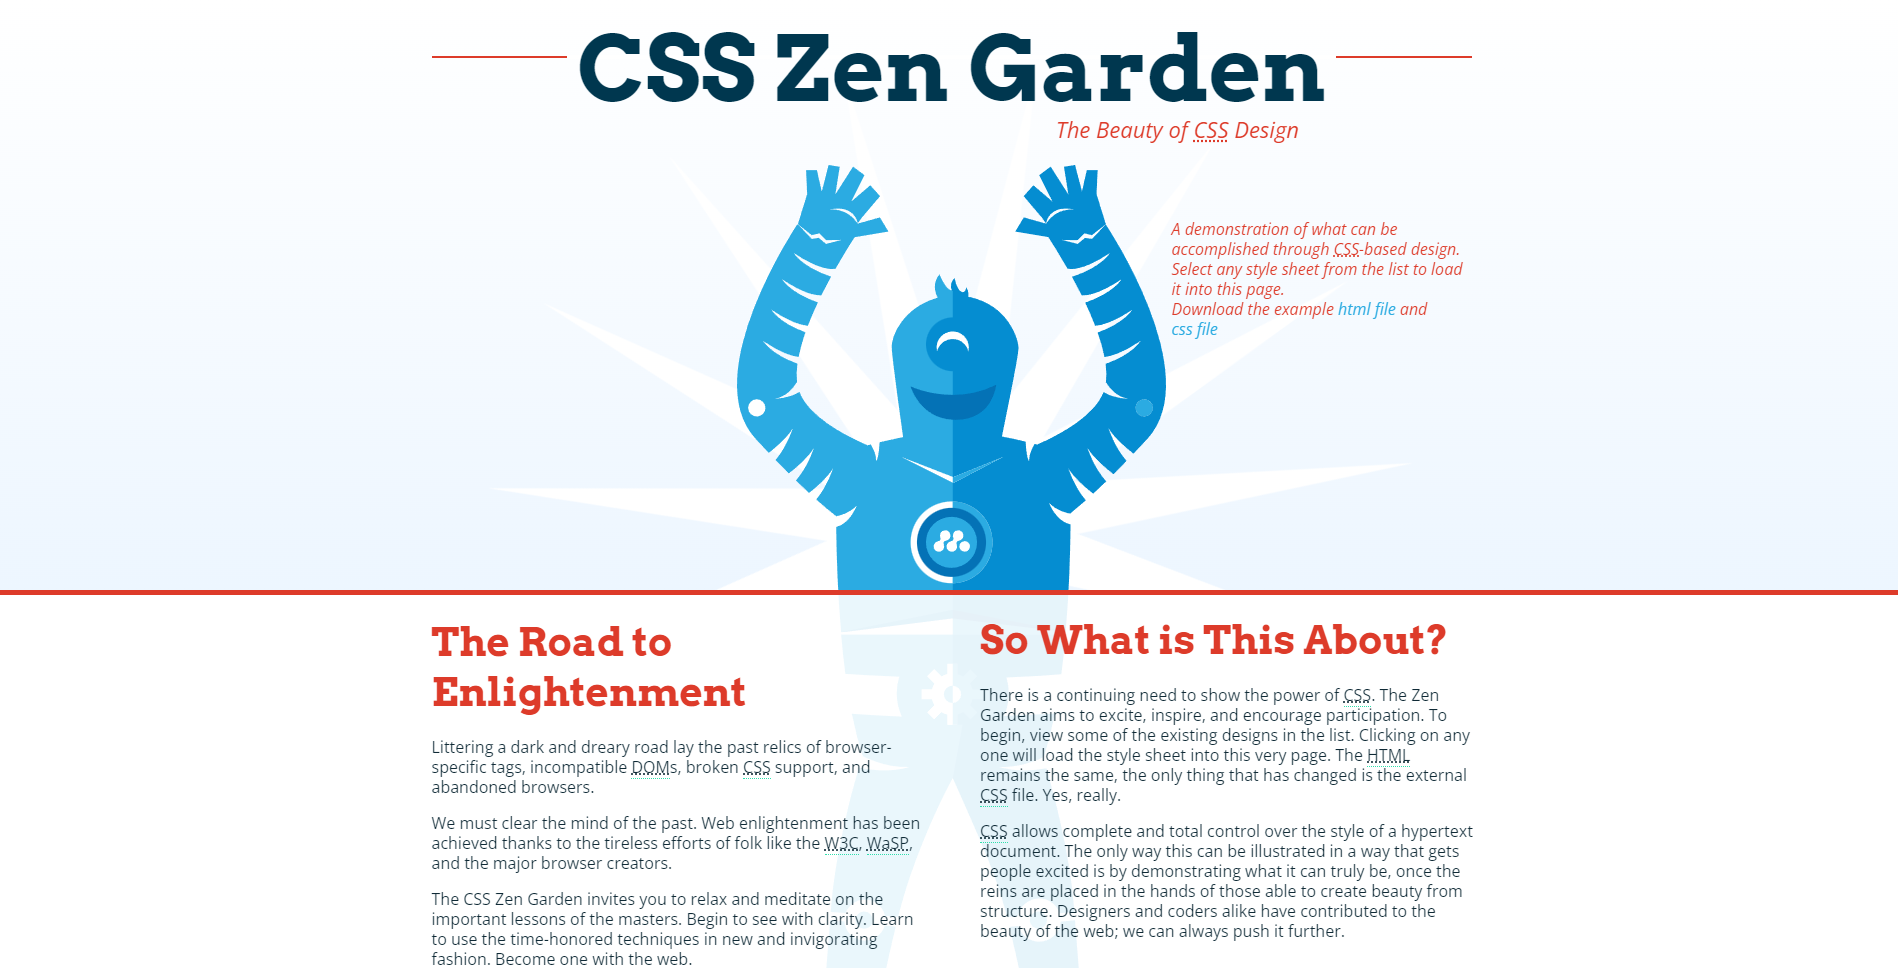 CSS Zen Garden
The Beauty of CSS Design
A demonstration of what can be
accomplished through CSS-based design.
Select any style sheet from the list to load
it into this page.
Download the example html file and
css file
The Road to
Enlightenment
Littering a dark and dreary road lay the past relics of browser-
specific tags, incompatible DOMs, broken CSS support, and
abandoned browsers.
We must clear the mind of the past. Web enlightenment has been
achieved thanks to the tireless efforts of folk like the W3C, WaSP,
and the major browser creators.
The CSS Zen Garden invites you to relax and meditate on the
important lessons of the masters. Begin to see with clarity. Learn
to use the time-honored techniques in new and invigorating
fashion. Become one with the web.
So What is This About?
There is a continuing need to show the power of CSS. The Zen
Garden aims to excite, inspire, and encourage participation. To
begin, view some of the existing designs in the list. Clicking on any
one will load the style sheet into this very page. The HTML
remains the same, the only thing that has changed is the external
CSS file. Yes, really.
CSS allows complete and total control over the style of a hypertext
document. The only way this can be illustrated in a way that gets
people excited is by demonstrating what it can truly be, once the
reins are placed in the hands of those able to create beauty from
structure. Designers and coders alike have contributed to the
beauty of the web; we can always push it further.